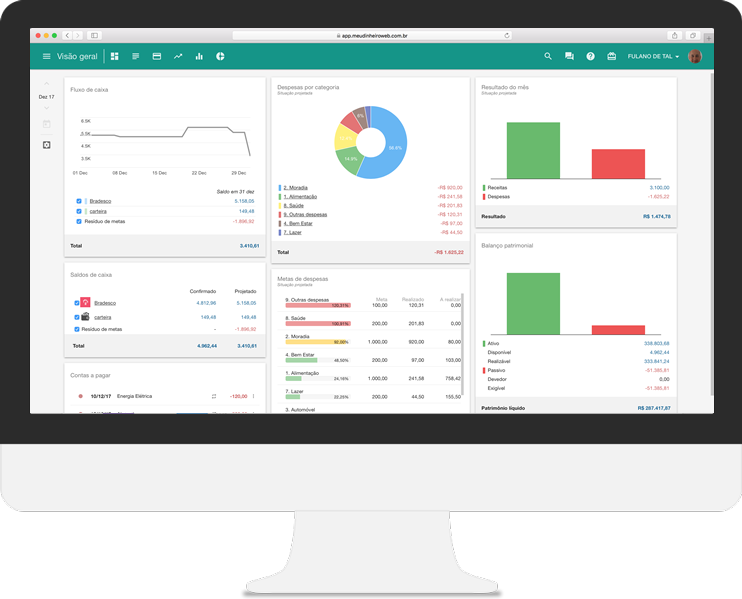 app.meudinheiroweb.com.br
Visão geral
FULANO DE TAL
Dez 17
Fluxo de caixa
6.5K
5.5K
4.5K
3.5K
01 Dec 08 Dec 15 Dec 22 Dec 29 Dec
Saldo em 31 dez
Bradesco 5.158,05
carteira 149,48
Resíduo de metas -1.896,92
Total 3.410,61
Saldos de caixa
Confirmado Projetado
Bradesco 4.812,96 5.158,05
carteira 149,48 149,48
Resíduo de metas - -1.896,92
Total 4.962,44 3.410,61
Contas a pagar
10/12/17 Energia Elétrica -120,00
Despesas por categoria
Situação projetada
56,6%
14,9%
6%
2. Moradia -R$ 920,00
1. Alimentação -R$ 241,58
8. Saúde -R$ 201,83
9. Outras despesas -R$ 120,31
4. Bem Estar -R$ 97,00
7. Lazer -R$ 44,50
Total -R$ 1.625,22
Metas de despesas
Situação projetada
Meta Realizado A realizar
9. Outras despesas
120,31% 100,00 120,31 0,00
8. Saúde
100,91% 200,00 201,83 0,00
2. Moradia
92,00% 1.000,00 920,00 80,00
4. Bem Estar
48,50% 200,00 97,00 103,00
1. Alimentação
24,16% 1.000,00 241,58 758,42
7. Lazer
22,25% 200,00 44,50 155,50
3. Automóvel
Resultado do mês
Situação projetada
Receitas 3.100,00
Despesas -1.625,22
Resultado R$ 1.474,78
Balanço patrimonial
Ativo 338.803,68
Disponível 4.962,44
Realizável 333.841,24
Passivo -51.385,81
Devedor 0,00
Exigível -51.385,81
Patrimônio líquido R$ 287.417,87